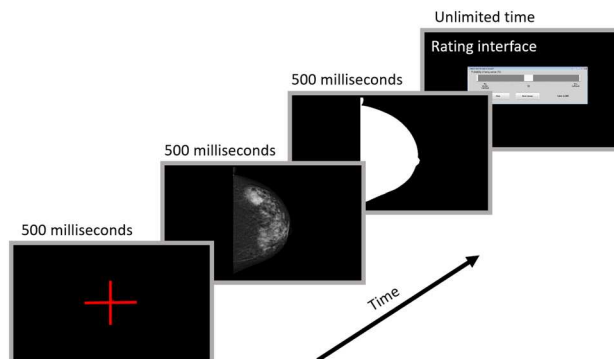 Unlimited time
Rating interface
500 milliseconds
500 milliseconds
500 milliseconds
Time